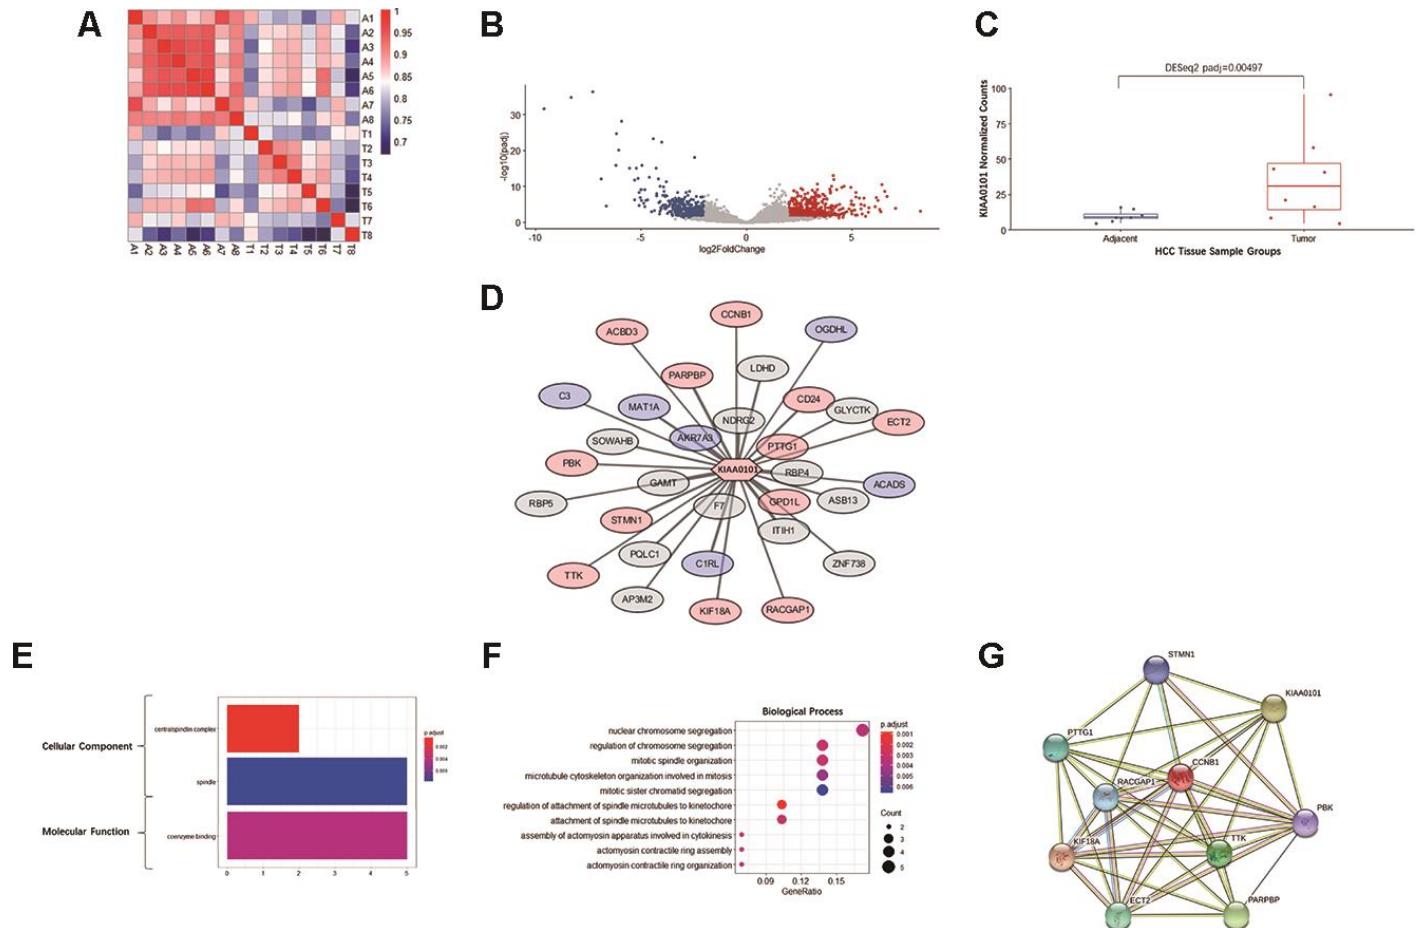 A
1
A1
A2
0.95
A3
A4
0.9
A5
0.85
A6
A7
0.8
A8
T1
0.75
T2
T3
0.7
T4
T5
T6
T7
T8
A1 A2 A3 A4 A5 A6 A7 A8 T1 T2 T3 T4 T5 T6 T7 T8
B
-log10(padj)
30
20
10
0
-10 -5 0 5
log2FoldChange
C
DESeq2 padj=0.00497
KIAA0101 Normalized Counts
100
75
50
25
0
Adjacent Tumor
HCC Tissue Sample Groups
D
CCNB1
ACBD3
OGDHL
LDHD
PARPBP
C3
MAT1A
CD24
GLYCTK
NDRG2
ECT2
AKR7A3
SOWAHB
PTTG1
PBK
KIAA0101
RBP4
GAMT
ACADS
RBP5
F7
GPD1L
ASB13
STMN1
ITIH1
PQLC1
C1RL
ZNF738
TTK
AP3M2
KIF18A
RACGAP1
E
Cellular Component
Molecular Function
centralspindlin complex
spindle
coenzyme binding
0 1 2 3 4 5
p.adjust
0.002
0.004
F
Biological Process
nuclear chromosome segregation
regulation of chromosome segregation
mitotic spindle organization
microtubule cytoskeleton organization involved in mitosis
mitotic sister chromatid segregation
regulation of attachment of spindle microtubules to kinetochore
attachment of spindle microtubules to kinetochore
assembly of actomyosin apparatus involved in cytokinesis
actomyosin contractile ring assembly
actomyosin contractile ring organization
0.09 0.12 0.15
GeneRatio
p.adjust
0.001
0.002
0.003
0.004
0.005
0.006
Count
2
3
4
5
G
STMN1
KIAA0101
PTTG1
CCNB1
RACGAP1
PBK
KIF18A
TTK
ECT2
PARPBP